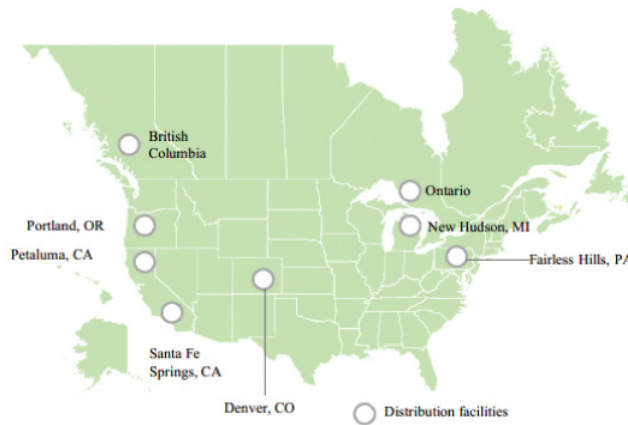 British
Columbia
Ontario
Portland, OR
New Hudson, MI
Petaluma, CA
Fairless Hills, PA
Santa Fe
Springs, CA
Denver, CO
Distribution facilities